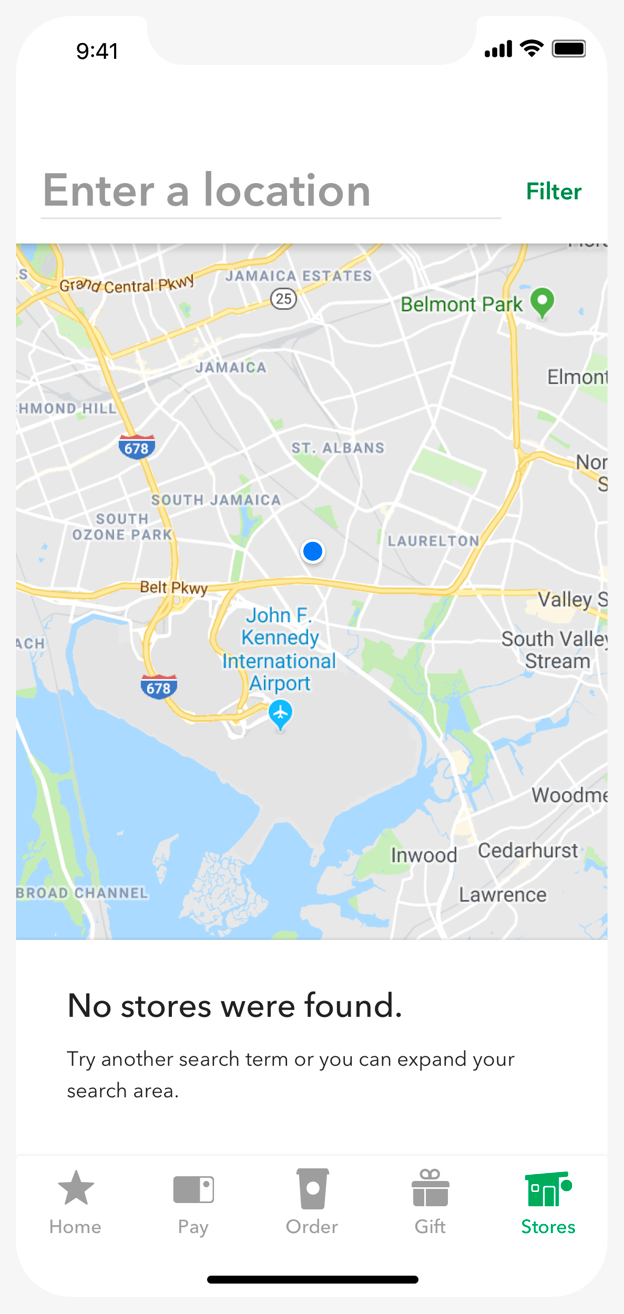 9:41
Enter a location
Filter
Grand Central Pkwy
JAMAICA ESTATES
25
Belmont Park
JAMAICA
Elmont
HMOND HILL
678
ST. ALBANS
Nor
S
SOUTH JAMAICA
SOUTH
OZONE PARK
LAURELTON
Belt Pkwy
Valley S
John F.
Kennedy
International
Airport
ACH
South Valley
Stream
678
Woodme
Inwood
Cedarhurst
BROAD CHANNEL
Lawrence
No stores were found.
Try another search term or you can expand your
search area.
Home
Pay
Order
Gift
Stores